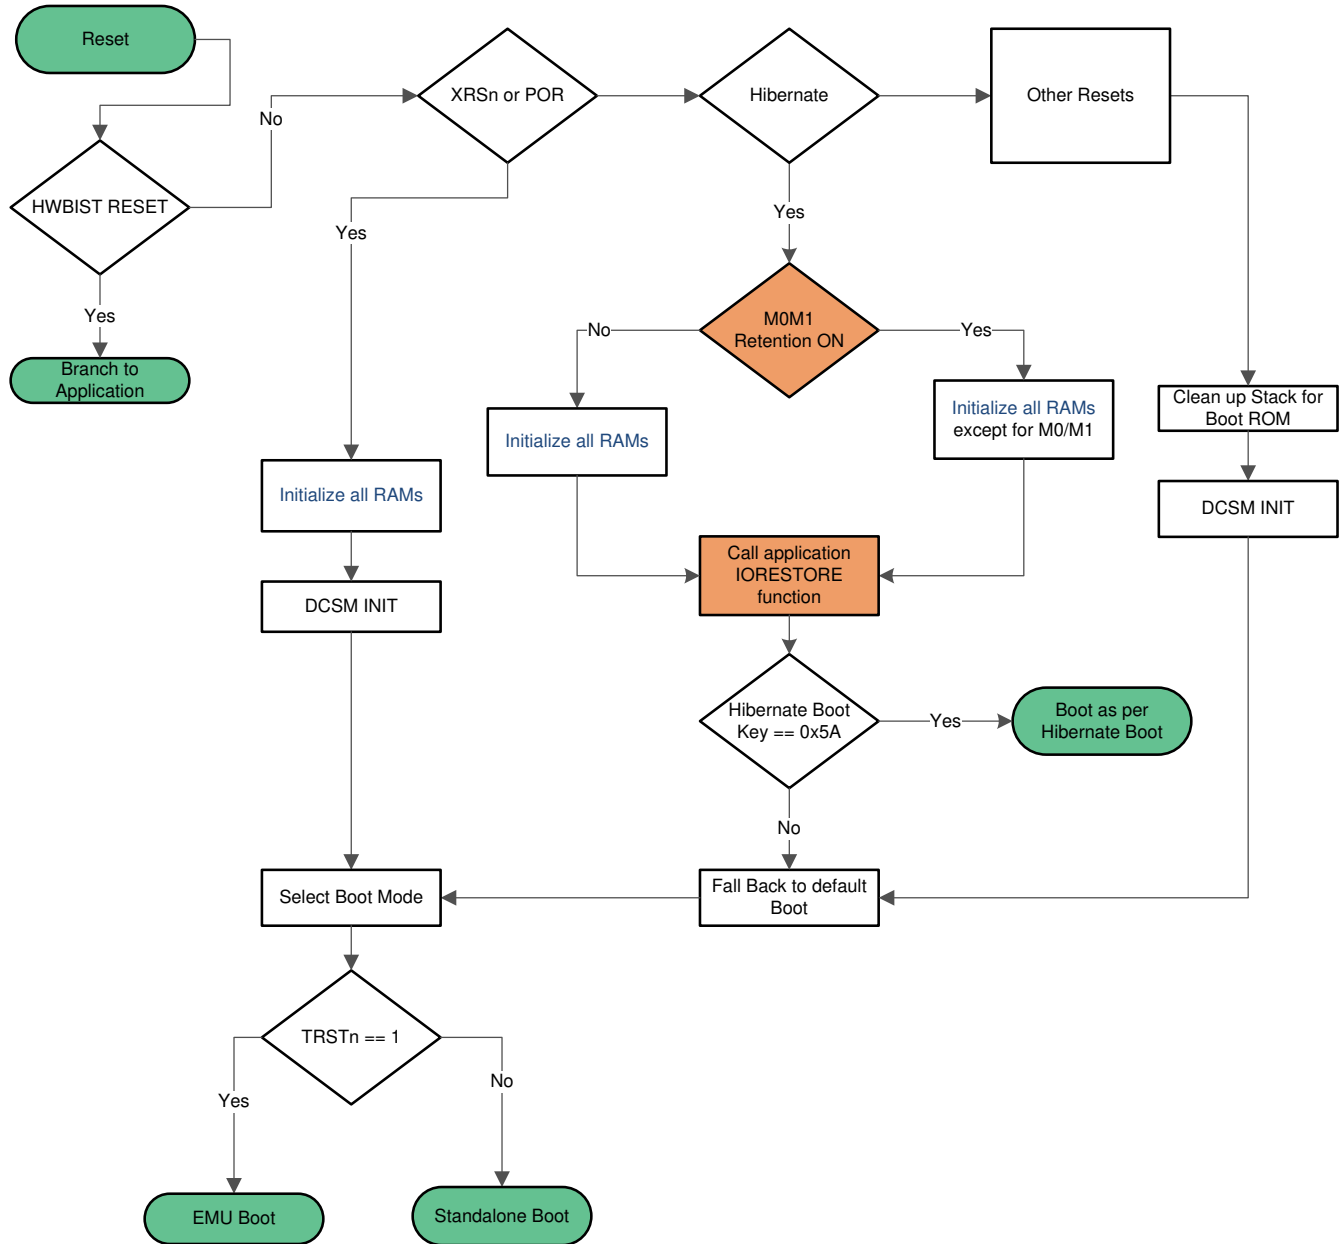 Reset
XRSn or POR
Hibernate
Other Resets
No
HWBIST RESET
Yes
Yes
Yes
Branch to
Application
M0M1
Retention ON
No
Yes
Initialize all RAMs
Initialize all RAMs
except for M0/M1
Clean up Stack for
Boot ROM
Initialize all RAMs
DCSM INIT
Call application
IORESTORE
function
DCSM INIT
Hibernate Boot
Key == 0x5A
Yes
Boot as per
Hibernate Boot
No
Select Boot Mode
Fall Back to default
Boot
TRSTn == 1
Yes
No
EMU Boot
Standalone Boot